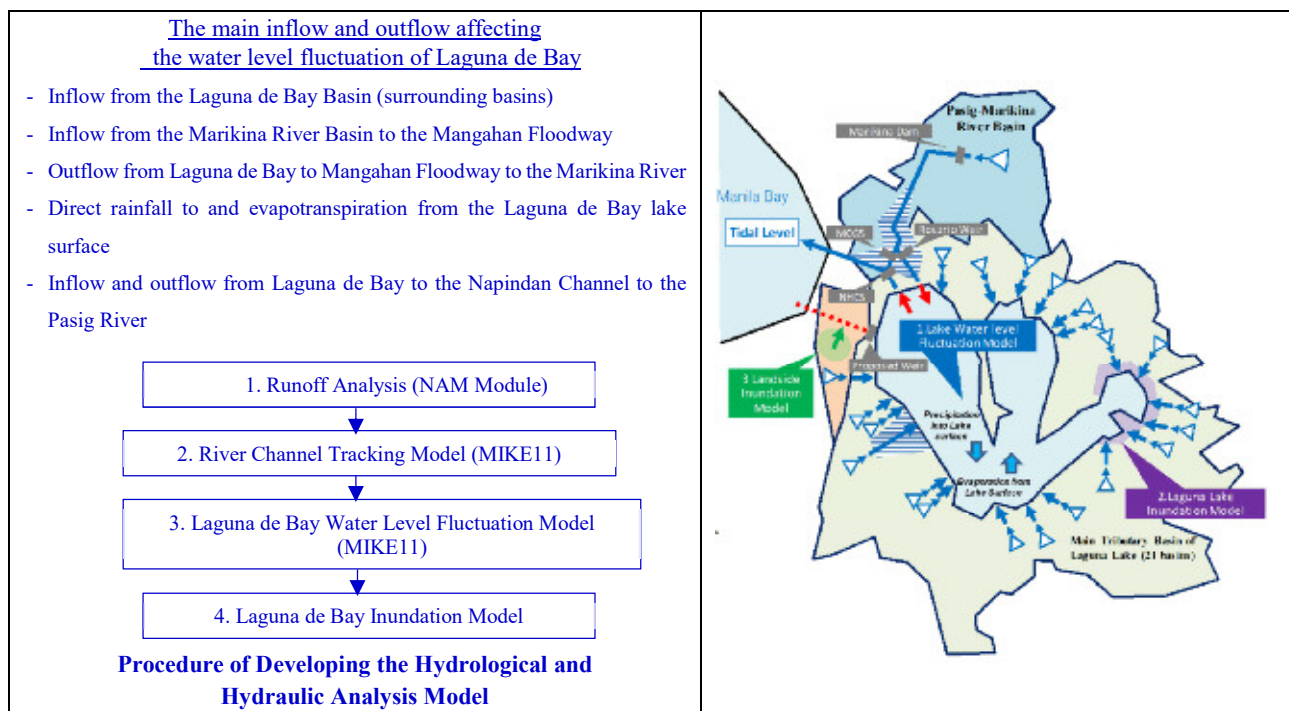 The main inflow and outflow affecting
the water level fluctuation of Laguna de Bay
- Inflow from the Laguna de Bay Basin (surrounding basins)
- Inflow from the Marikina River Basin to the Mangahan Floodway
- Outflow from Laguna de Bay to Mangahan Floodway to the Marikina River
- Direct rainfall to and evapotranspiration from the Laguna de Bay lake
surface
- Inflow and outflow from Laguna de Bay to the Napindan Channel to the
Pasig River
1. Runoff Analysis (NAM Module)
2. River Channel Tracking Model (MIKE11)
3. Laguna de Bay Water Level Fluctuation Model
(MIKE11)
4. Laguna de Bay Inundation Model
Procedure of Developing the Hydrological and
Hydraulic Analysis Model
Pasig-Marikina
River Basin
Marikina Dam
Manila Bay
Tidal Level
MCGS
Rosario Weir
NHCS
1.Lake Water level
Fluctuation Model
Proposed Weir
3 Landside
Inundation
Model
Precipitation
into Lake
surface
Evaporation from
Lake Surface
2.Laguna Lake
Inundation Model
Main Tributary Basin of
Laguna Lake (21 basins)